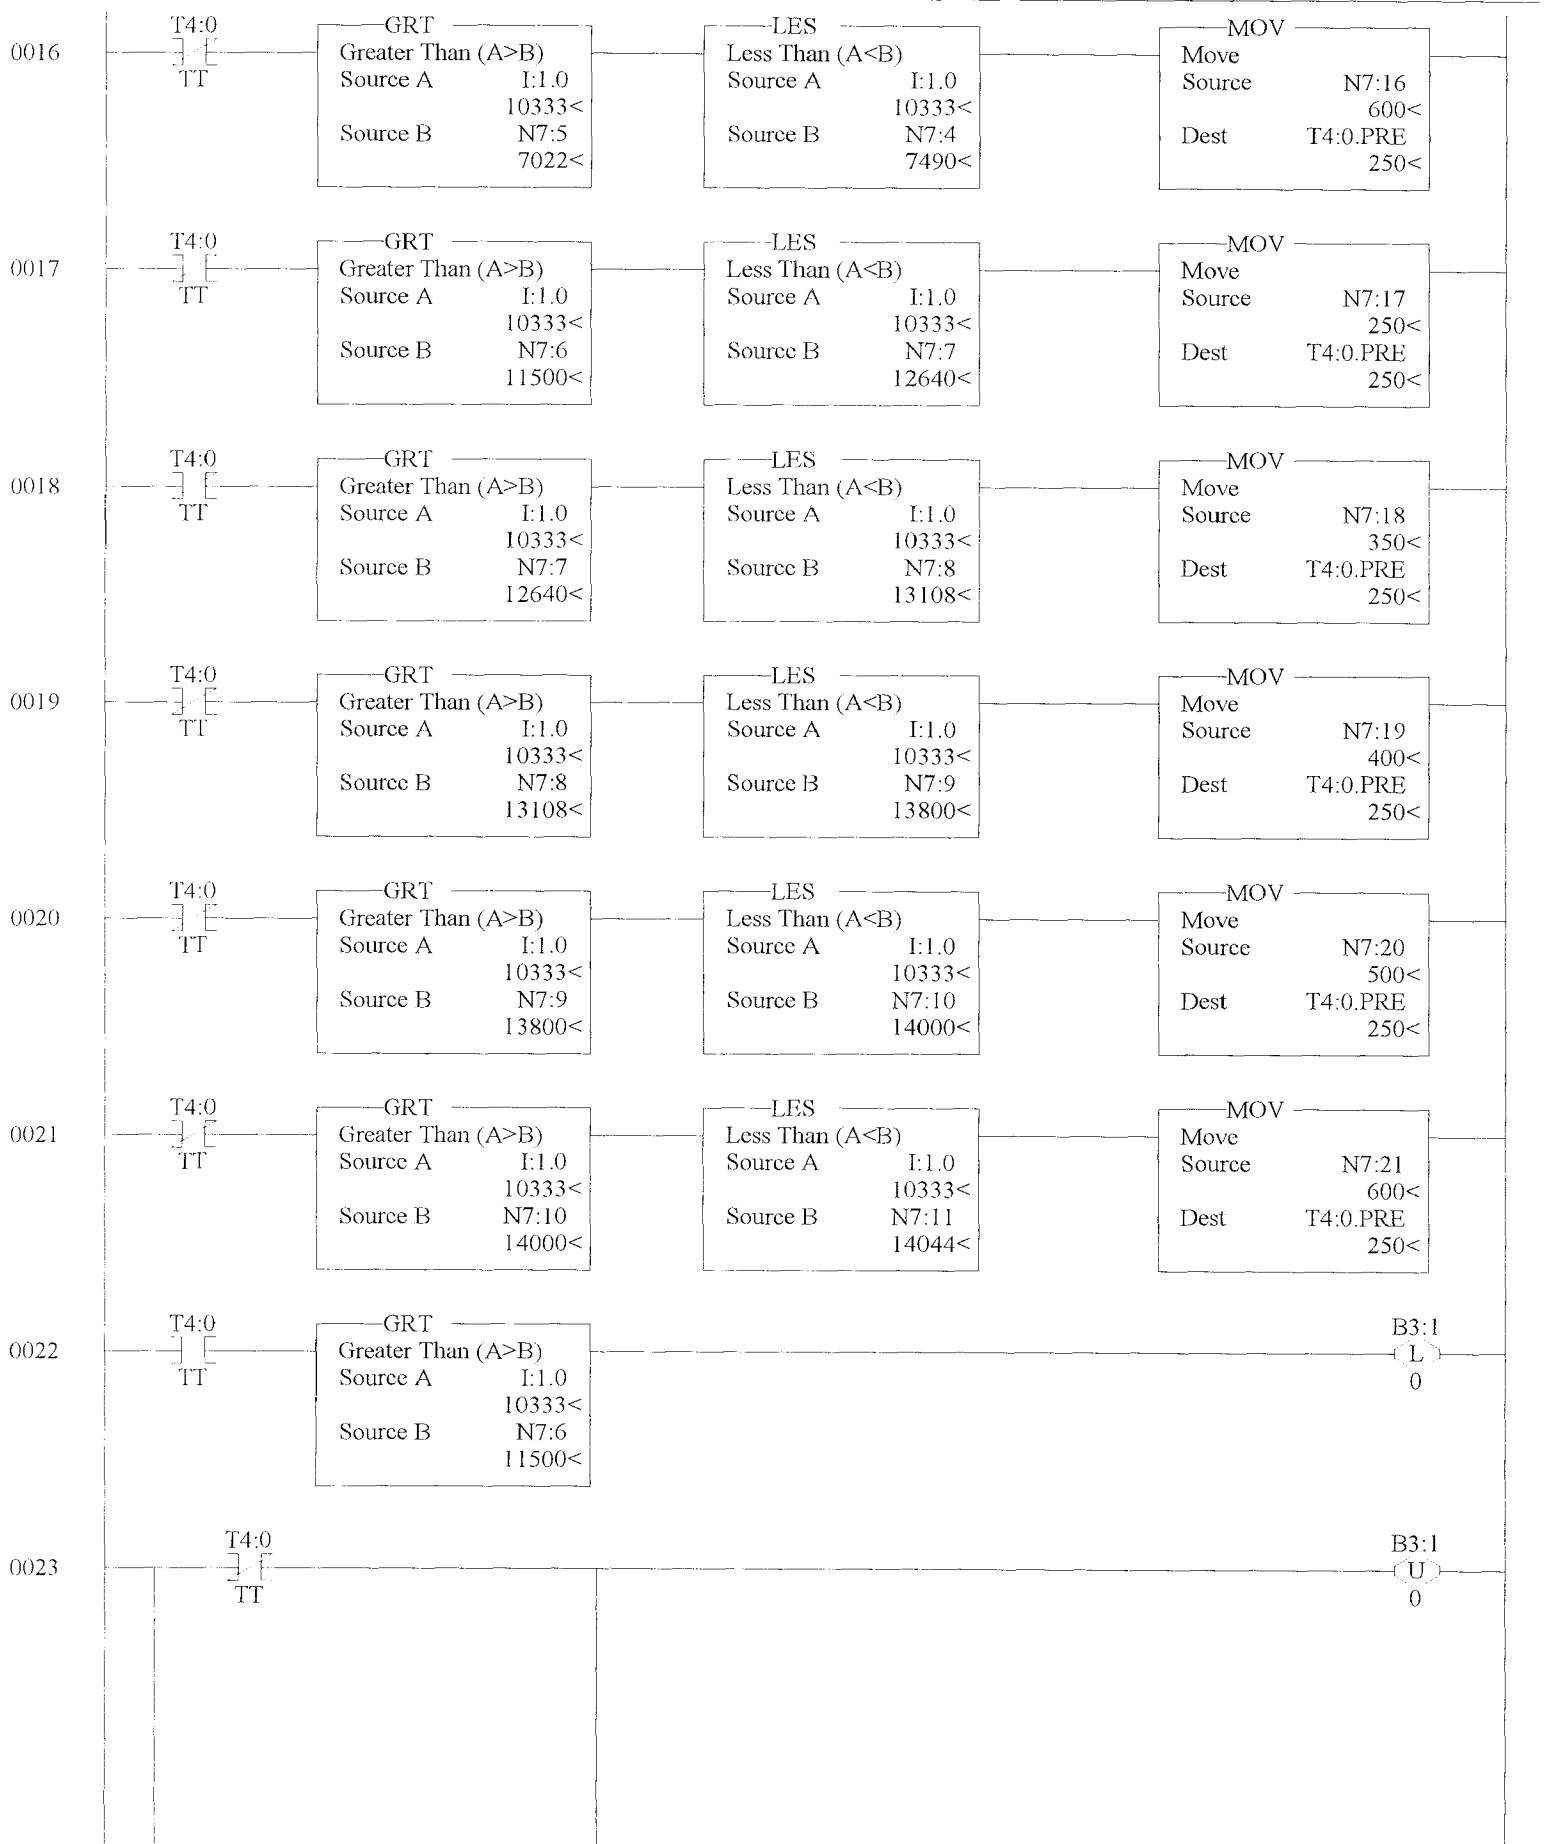 T4:0 GRT LES MOV
0016 Greater Than (A>B) Less Than (A<B) Move
TT Source A I:1.0 Source A I:1.0 Source N7:16
10333< 10333< 600<
Source B N7:5 Source B N7:4 Dest T4:0.PRE
7022< 7490< 250<
T4:0 GRT LES MOV
0017 Greater Than (A>B) Less Than (A<B) Move
TT Source A I:1.0 Source A I:1.0 Source N7:17
10333< 10333< 250<
Source B N7:6 Source B N7:7 Dest T4:0.PRE
11500< 12640< 250<
T4:0 GRT LES MOV
0018 Greater Than (A>B) Less Than (A<B) Move
TT Source A I:1.0 Source A I:1.0 Source N7:18
10333< 10333< 350<
Source B N7:7 Source B N7:8 Dest T4:0.PRE
12640< 13108< 250<
T4:0 GRT LES MOV
0019 Greater Than (A>B) Less Than (A<B) Move
TT Source A I:1.0 Source A I:1.0 Source N7:19
10333< 10333< 400<
Source B N7:8 Source B N7:9 Dest T4:0.PRE
13108< 13800< 250<
T4:0 GRT LES MOV
0020 Greater Than (A>B) Less Than (A<B) Move
TT Source A I:1.0 Source A I:1.0 Source N7:20
10333< 10333< 500<
Source B N7:9 Source B N7:10 Dest T4:0.PRE
13800< 14000< 250<
T4:0 GRT LES MOV
0021 Greater Than (A>B) Less Than (A<B) Move
TT Source A I:1.0 Source A I:1.0 Source N7:21
10333< 10333< 600<
Source B N7:10 Source B N7:11 Dest T4:0.PRE
14000< 14044< 250<
T4:0 GRT B3:1
0022 Greater Than (A>B) L
TT Source A I:1.0 0
10333<
Source B N7:6
11500<
T4:0 B3:1
0023 U
TT 0